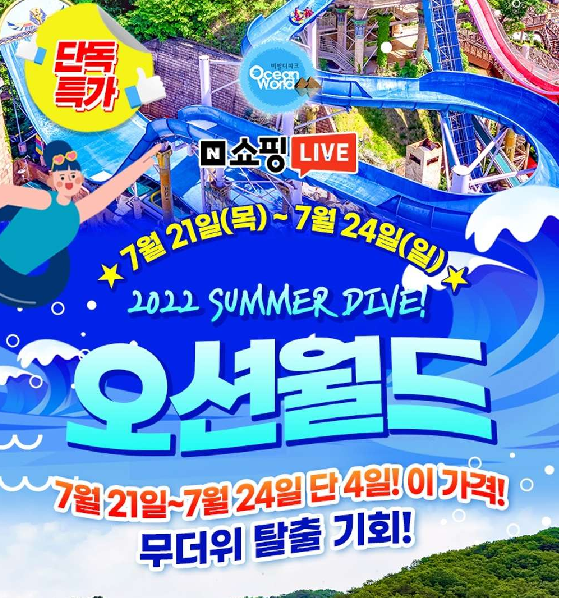 단독
특가
비발디파크
Ocean
World
N 쇼핑 LIVE
7월 21일(목) ~ 7월 24일(일)
2022 SUMMER DIVE!
오션월드
7월 21일~7월 24일 단 4일! 이 가격!
무더위 탈출 기회!